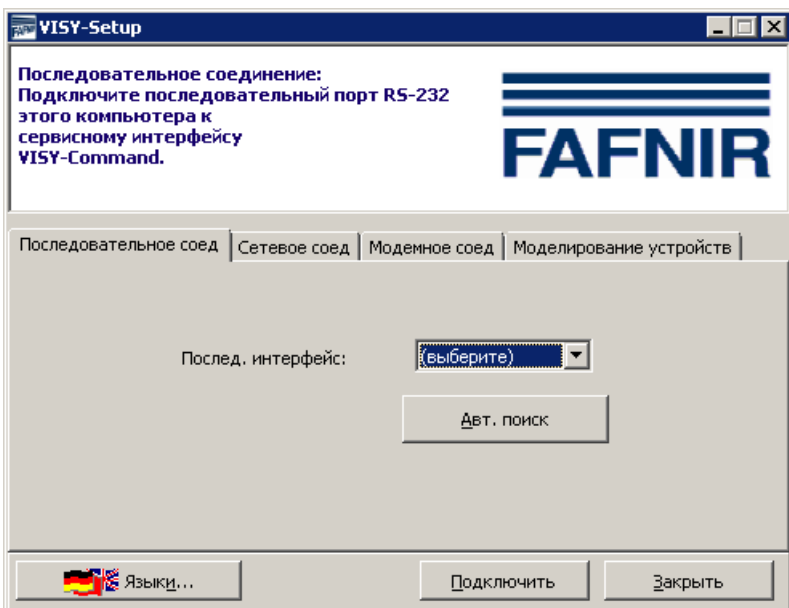 VISY-Setup
Последовательное соединение:
Подключите последовательный порт RS-232
этого компьютера к
сервисному интерфейсу
VISY-Command.
FAFNIR
Последовательное соед
Сетевое соед
Модемное соед
Моделирование устройств
Послед. интерфейс:
(выберите)
Авт. поиск
Языки...
Подключить
Закрыть